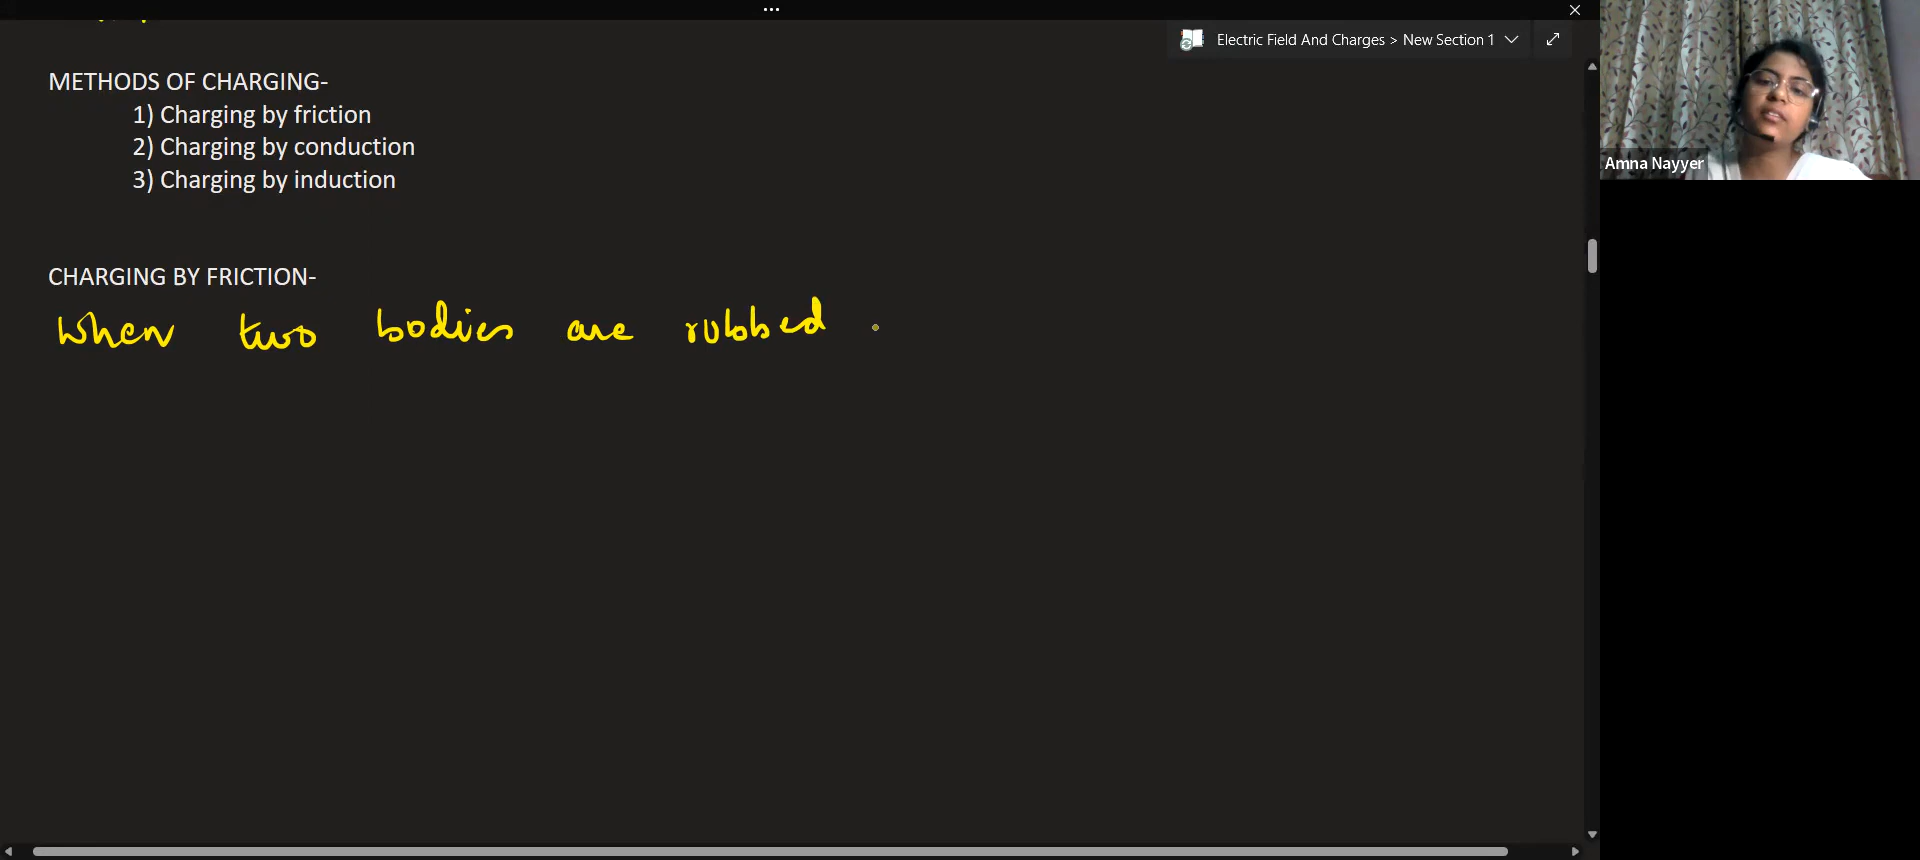 Electric Field And Charges > New Section 1
METHODS OF CHARGING-
1) Charging by friction
2) Charging by conduction
3) Charging by induction
Amna Nayyer
CHARGING BY FRICTION-
When two bodies are rubbed